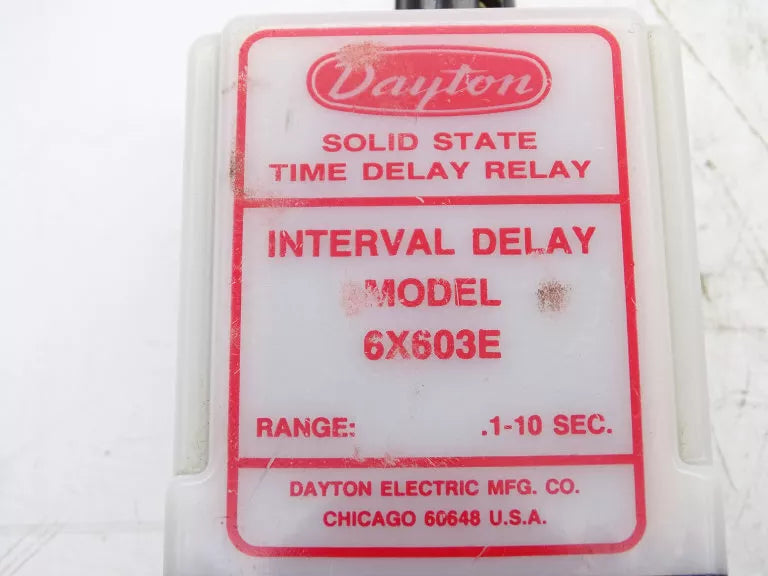 Dayton
SOLID STATE
TIME DELAY RELAY
INTERVAL DELAY
MODEL
6X603E
RANGE: .1-10 SEC.
DAYTON ELECTRIC MFG. CO.
CHICAGO 60648 U.S.A.